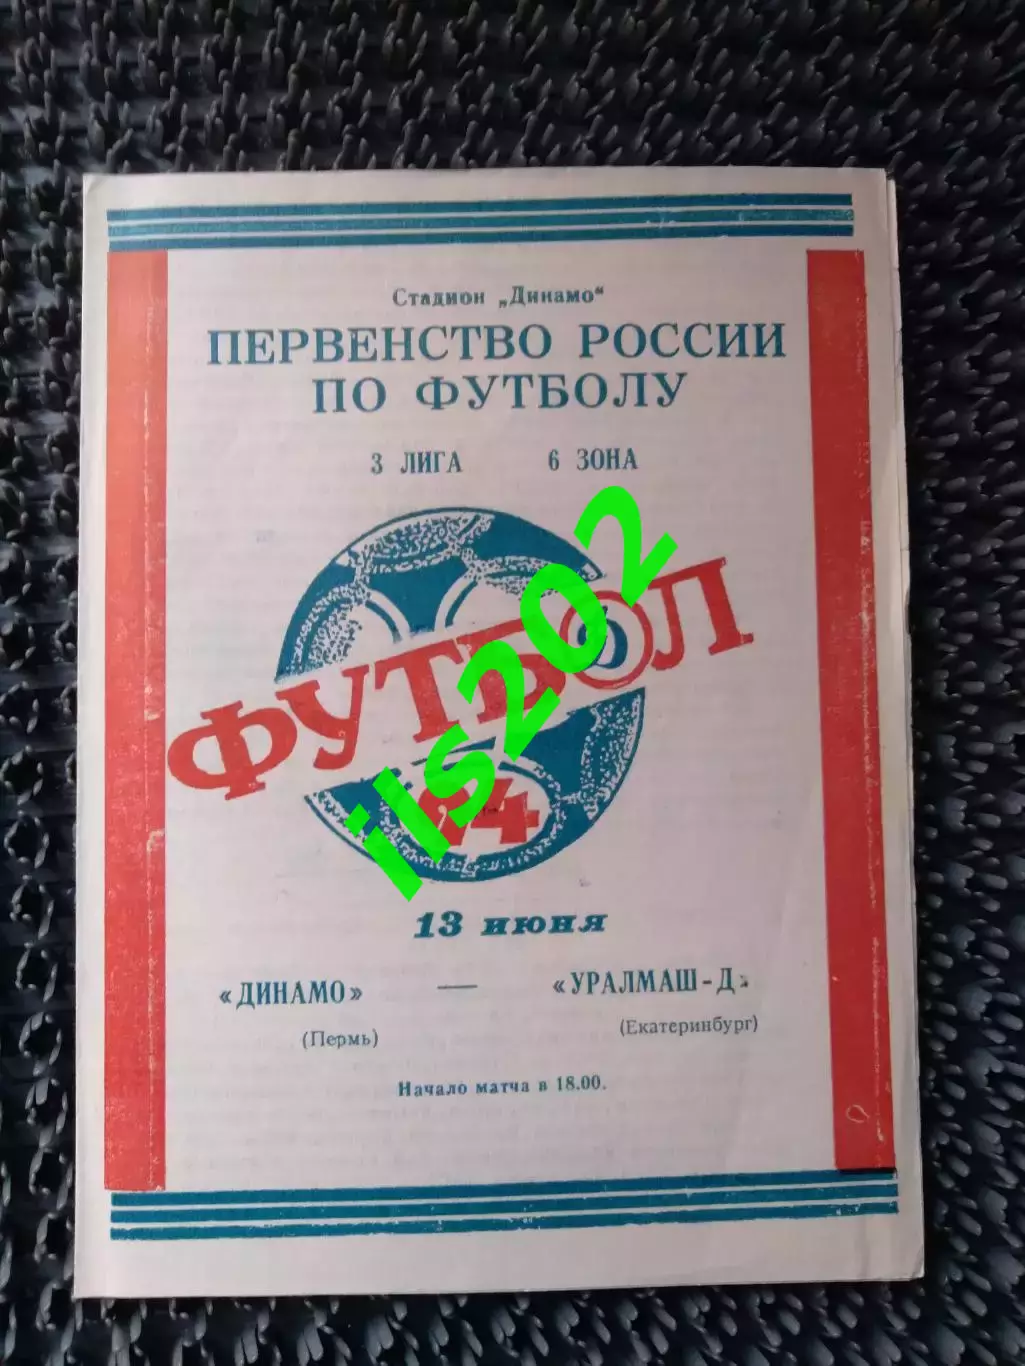 Стадион „Динамо“
ПЕРВЕНСТВО РОССИИ
ПО ФУТБОЛУ
3 ЛИГА 6 ЗОНА
ФУТБОЛ
94
ils202
13 июня
«ДИНАМО» — «УРАЛМАШ-Д»
(Пермь) (Екатеринбург)
Начало матча в 18.00.